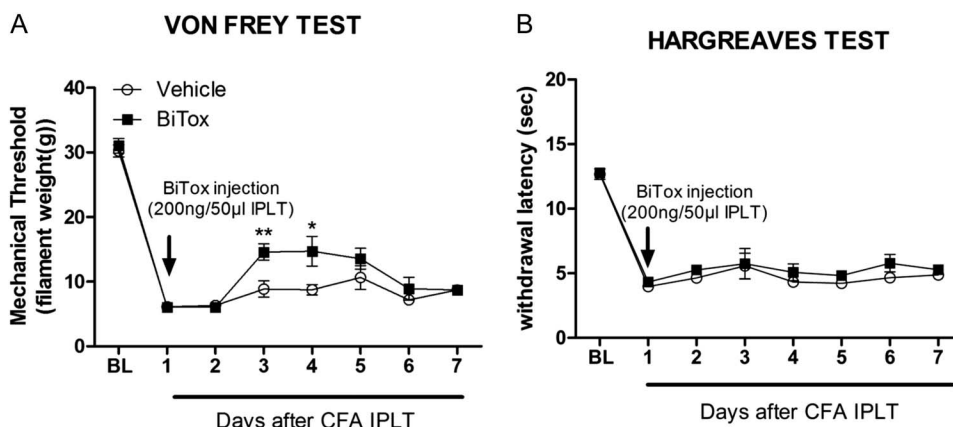 A
VON FREY TEST
Mechanical Threshold
(filament weight(g))
40
30
20
10
0
Vehicle
BiTox
BiTox injection
(200ng/50µl IPLT)
**
*
BL 1 2 3 4 5 6 7
Days after CFA IPLT
B
HARGREAVES TEST
withdrawal latency (sec)
20
15
10
5
0
BiTox injection
(200ng/50µl IPLT)
BL 1 2 3 4 5 6 7
Days after CFA IPLT